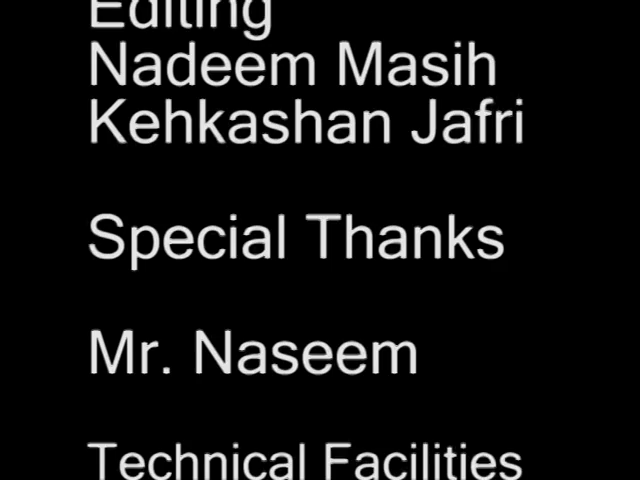 Editing
Nadeem Masih
Kehkashan Jafri
Special Thanks
Mr. Naseem
Technical Facilities